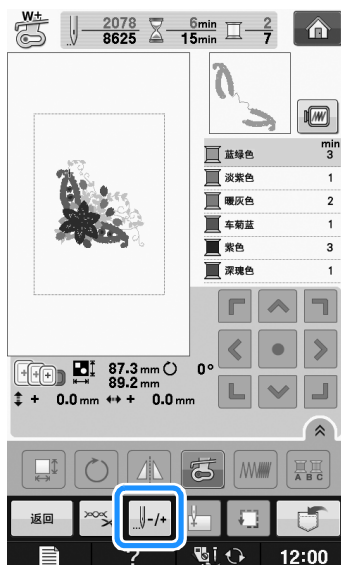 W+
2078 6min 2
8625 15min 7
min
蓝绿色 3
淡紫色 1
暖灰色 2
车菊蓝 1
紫色 3
深瑰色 1
87.3 mm 0°
89.2 mm
+ 0.0 mm + 0.0 mm
A B C
返回 -/+
? 12:00